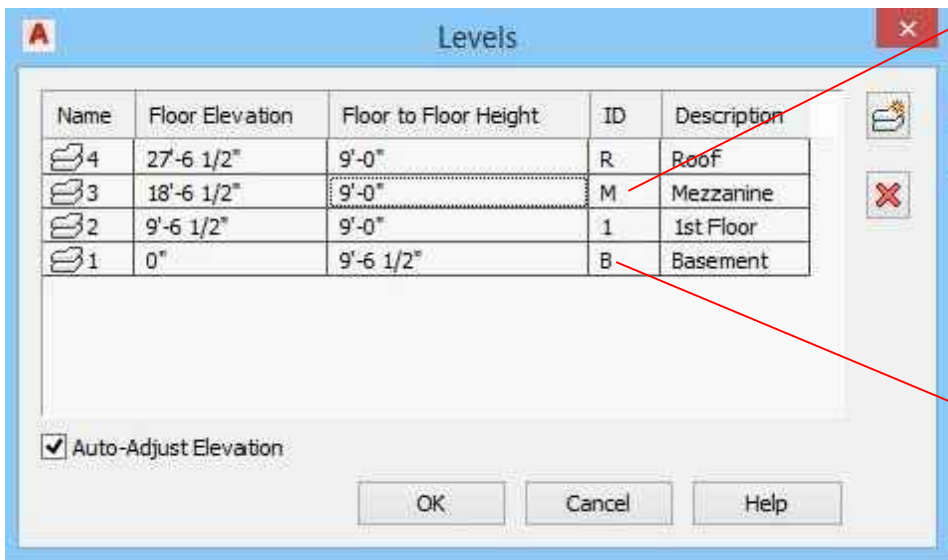 Levels
Name Floor Elevation Floor to Floor Height ID Description
4 27'-6 1/2" 9'-0" R Roof
3 18'-6 1/2" 9'-0" M Mezzanine
2 9'-6 1/2" 9'-0" 1 1st Floor
1 0" 9'-6 1/2" B Basement
Auto-Adjust Elevation
OK Cancel Help